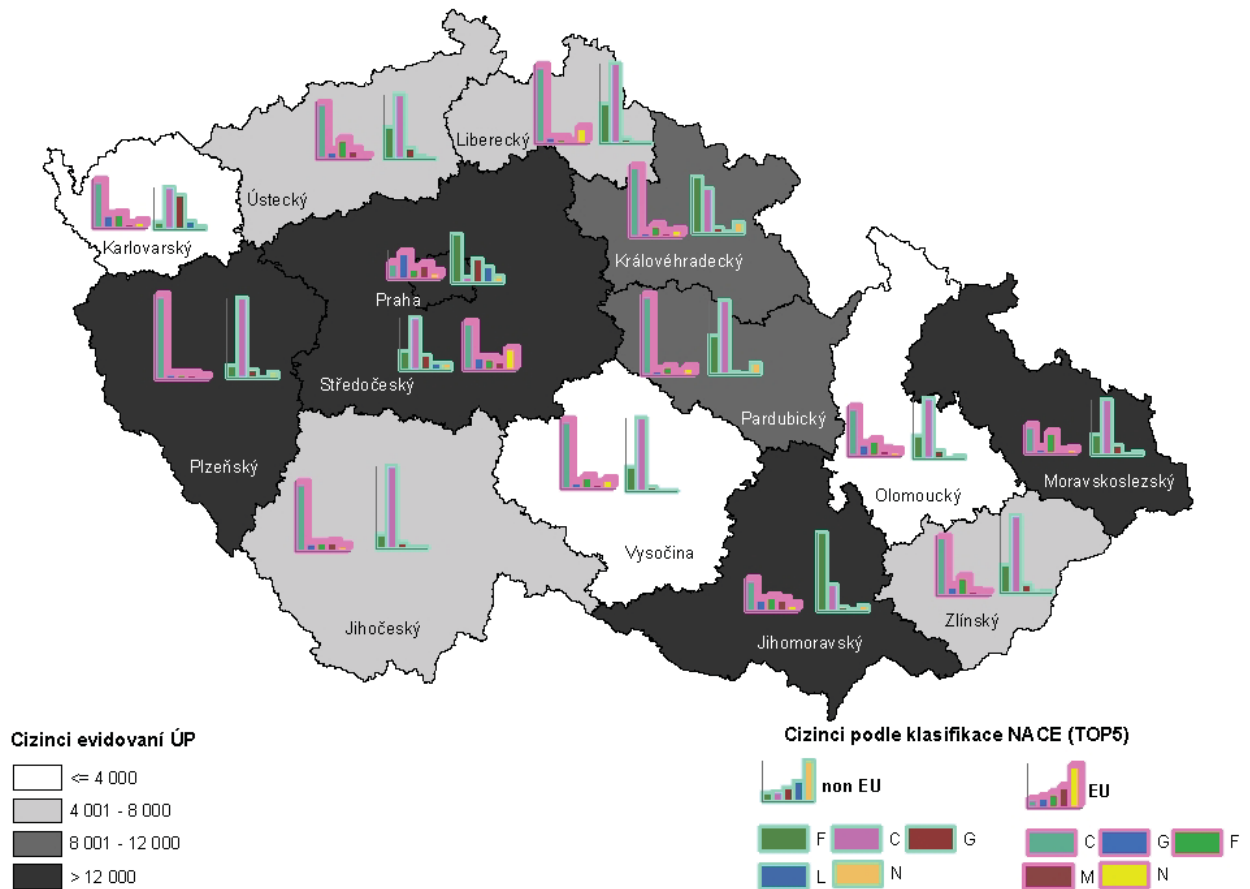 Liberecký
Ústecký
Karlovarský
Královéhradecký
Praha
Středočeský
Pardubický
Plzeňský
Moravskoslezský
Olomoucký
Vysočina
Zlínský
Jihočeský
Jihomoravský
Cizinci evidovaní ÚP
<= 4 000
4 001 - 8 000
8 001 - 12 000
> 12 000
Cizinci podle klasifikace NACE (TOP5)
non EU
F C G
L N
EU
C G F
M N